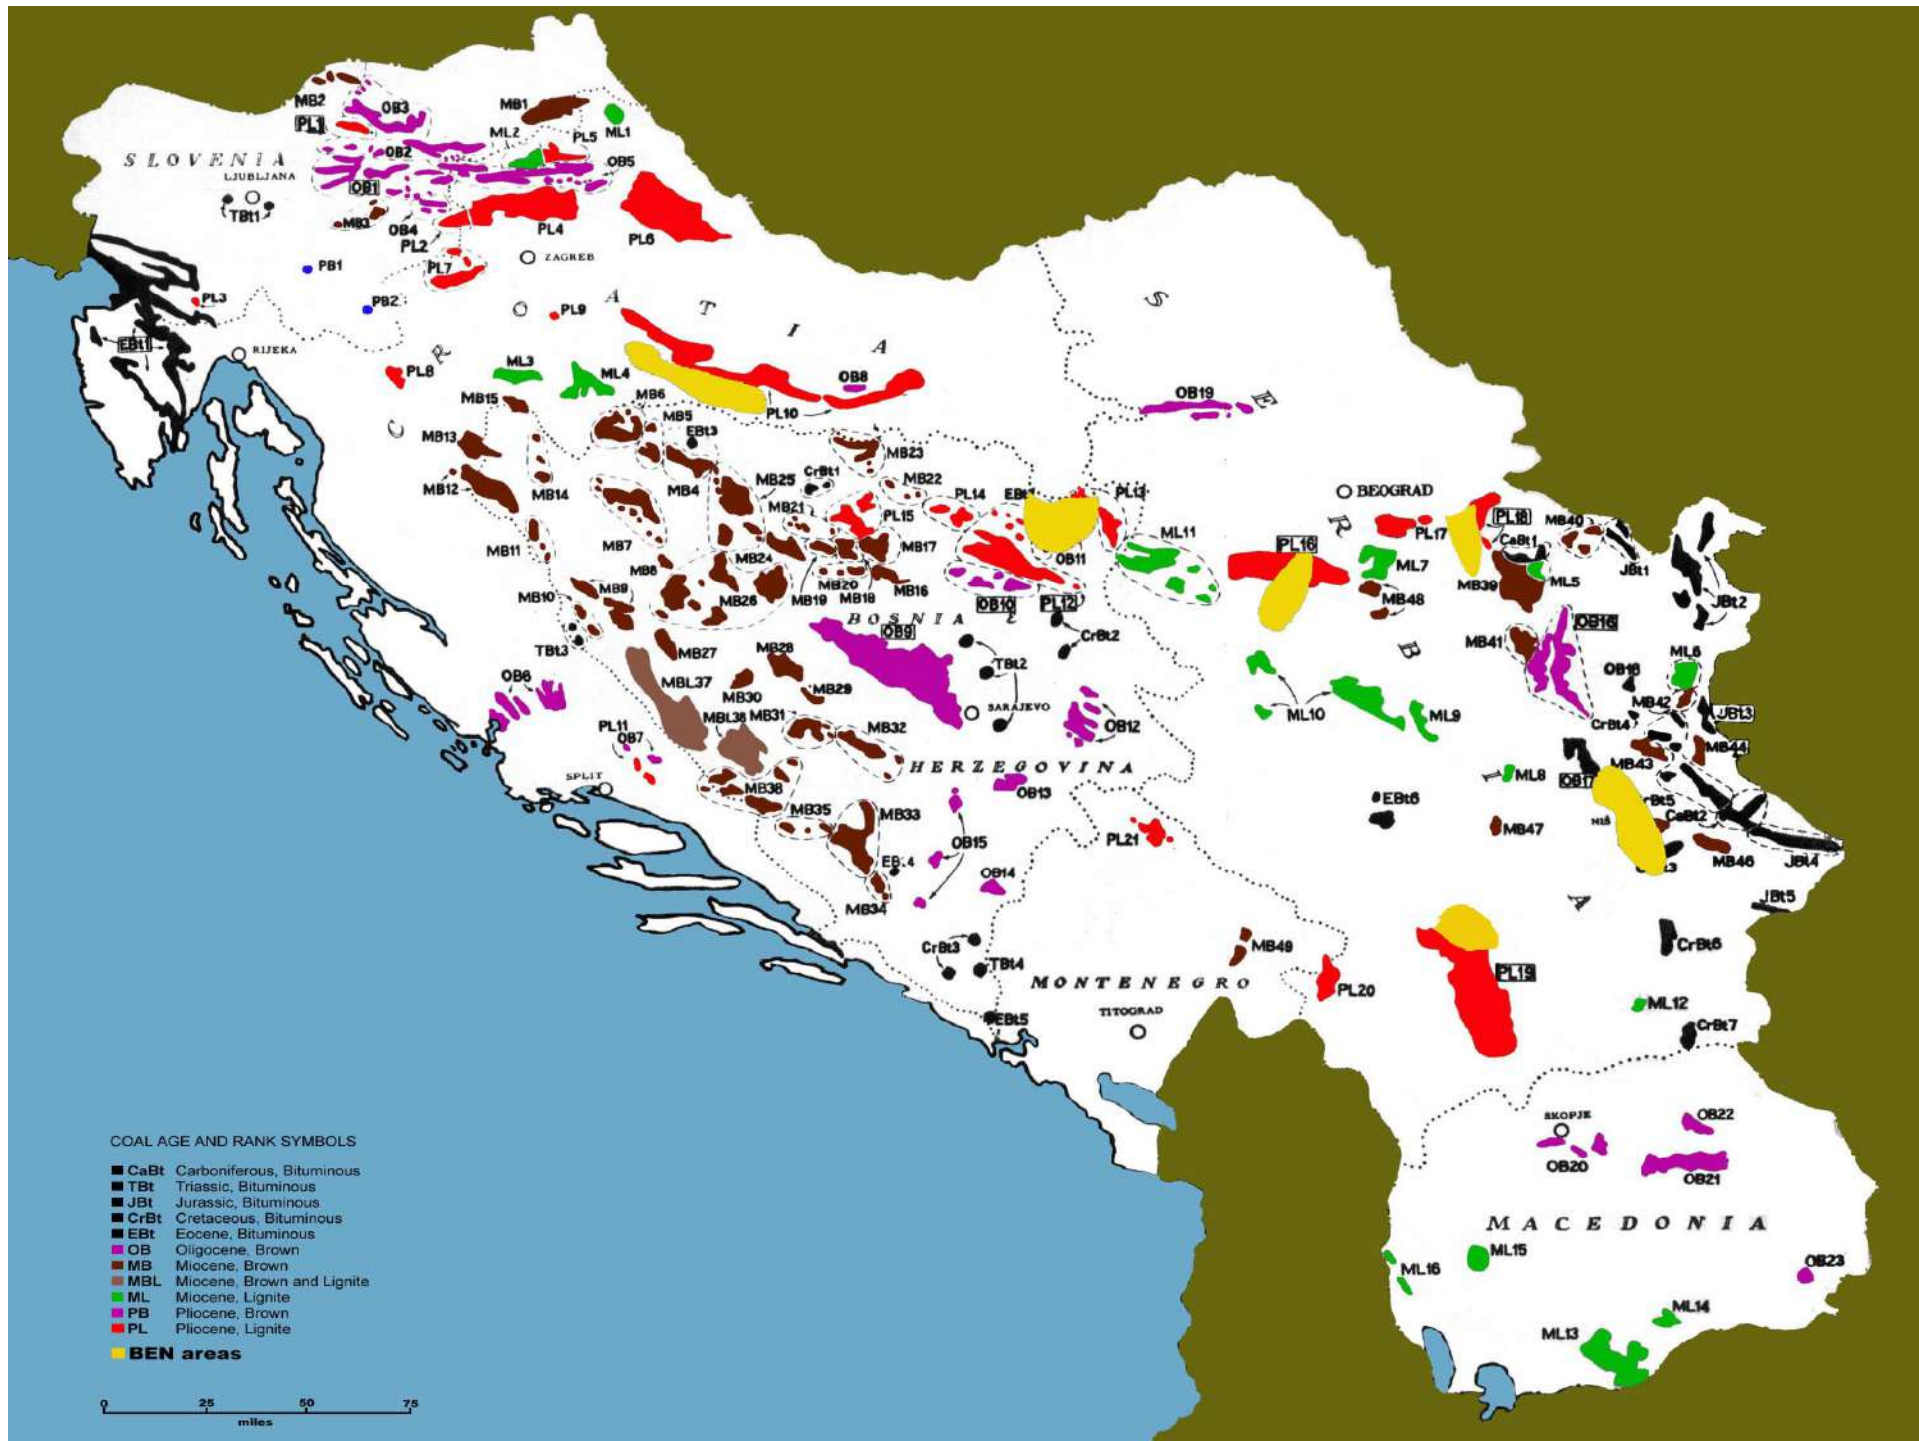 MB2
OB3
MB1
PL1
ML2
PL5
ML1
SLOVENIA
OB2
OB5
LJUBLJANA
OB1
TBt1
MB3
OB4
PL2
PL4
PL6
PB1
PL7
ZAGREB
PL3
PB2
PL9
CROATIA
EBt1
RIJEKA
PL8
ML3
ML4
OB8
PL10
SERBIA
OB19
MB15
MB6
MB5
EBt3
MB13
MB23
CrBt1
MB12
MB14
MB4
MB25
MB22
MB21
PL14
PL13
BEOGRAD
PL15
PL17
PL18
MB40
MB11
MB7
MB24
MB17
OB11
ML11
PL16
ML7
CaBt1
JBt1
MB8
MB20
MB16
MB39
ML5
MB10
MB9
MB26
MB19
MB18
OB10
PL12
MB48
JBt2
BOSNIA &
OB9
CrBt2
OB16
TBt3
MB27
MB28
TBt2
MB41
ML6
OB6
MBL37
MB30
MB29
OB18
MB42
MBL38
MB31
SARAJEVO
ML10
ML9
JBt3
PL11
OB7
MB32
OB12
CrBt4
MB44
HERZEGOVINA
MB43
SPLIT
MB38
OB13
ML8
OB17
MB35
MB33
EBt6
CaBt2
NIŠ
OB15
PL21
MB47
MB46
JBt4
OB14
MB34
JBt5
CrBt3
MB49
CrBt6
TBt4
MONTENEGRO
PL20
PL19
EBt5
TITOGRAD
ML12
CrBt7
SKOPJE
OB22
OB20
OB21
MACEDONIA
ML15
ML16
OB23
ML14
ML13
COAL AGE AND RANK SYMBOLS
CaBt Carboniferous, Bituminous
TBt Triassic, Bituminous
JBt Jurassic, Bituminous
CrBt Cretaceous, Bituminous
EBt Eocene, Bituminous
OB Oligocene, Brown
MB Miocene, Brown
MBL Miocene, Brown and Lignite
ML Miocene, Lignite
PB Pliocene, Brown
PL Pliocene, Lignite
BEN areas
0 25 50 75
miles